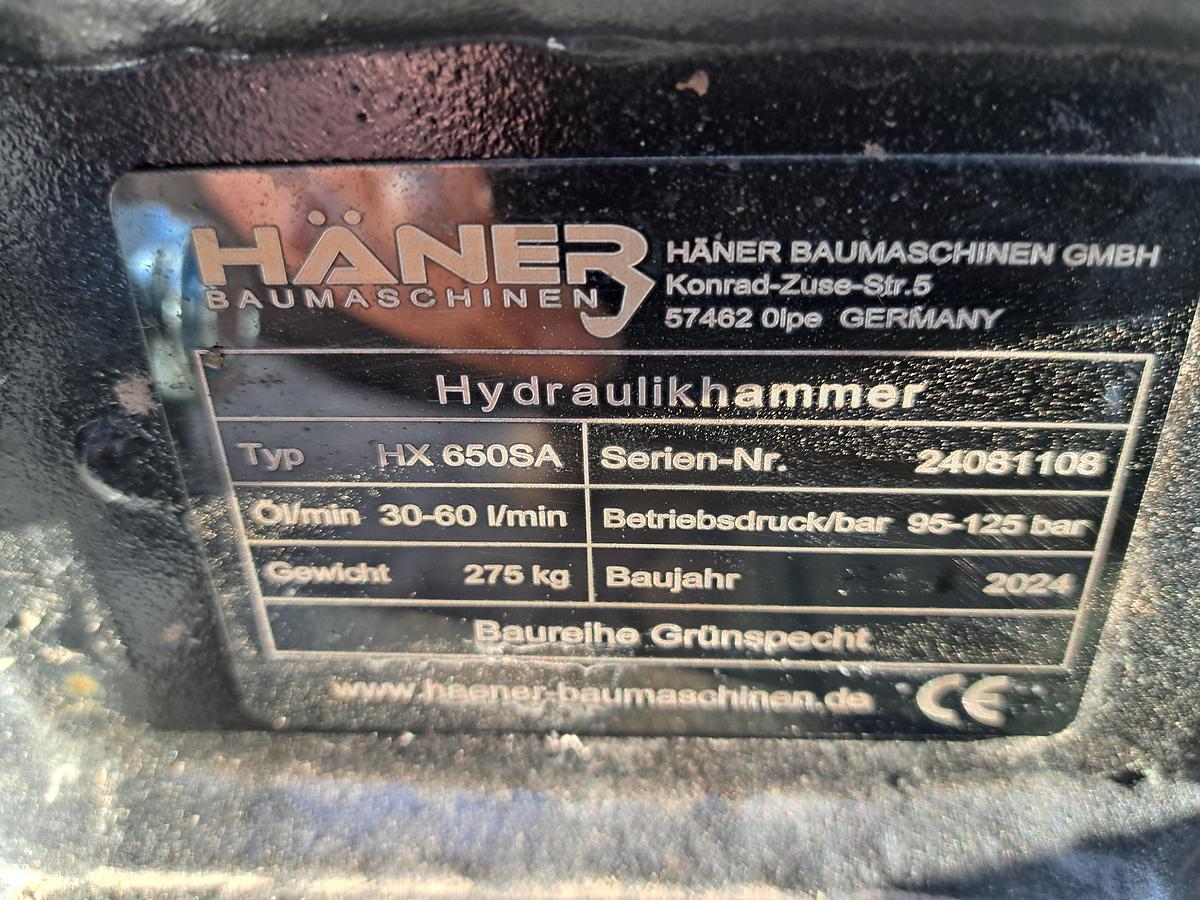 HÄNER
BAUMASCHINEN
HÄNER BAUMASCHINEN GMBH
Konrad-Zuse-Str.5
57462 Olpe GERMANY
Hydraulikhammer
Typ HX 650SA Serien-Nr. 24081108
Öl/min 30-60 l/min Betriebsdruck/bar 95-125 bar
Gewicht 275 kg Baujahr 2024
Baureihe Grünspecht
www.haener-baumaschinen.de CE